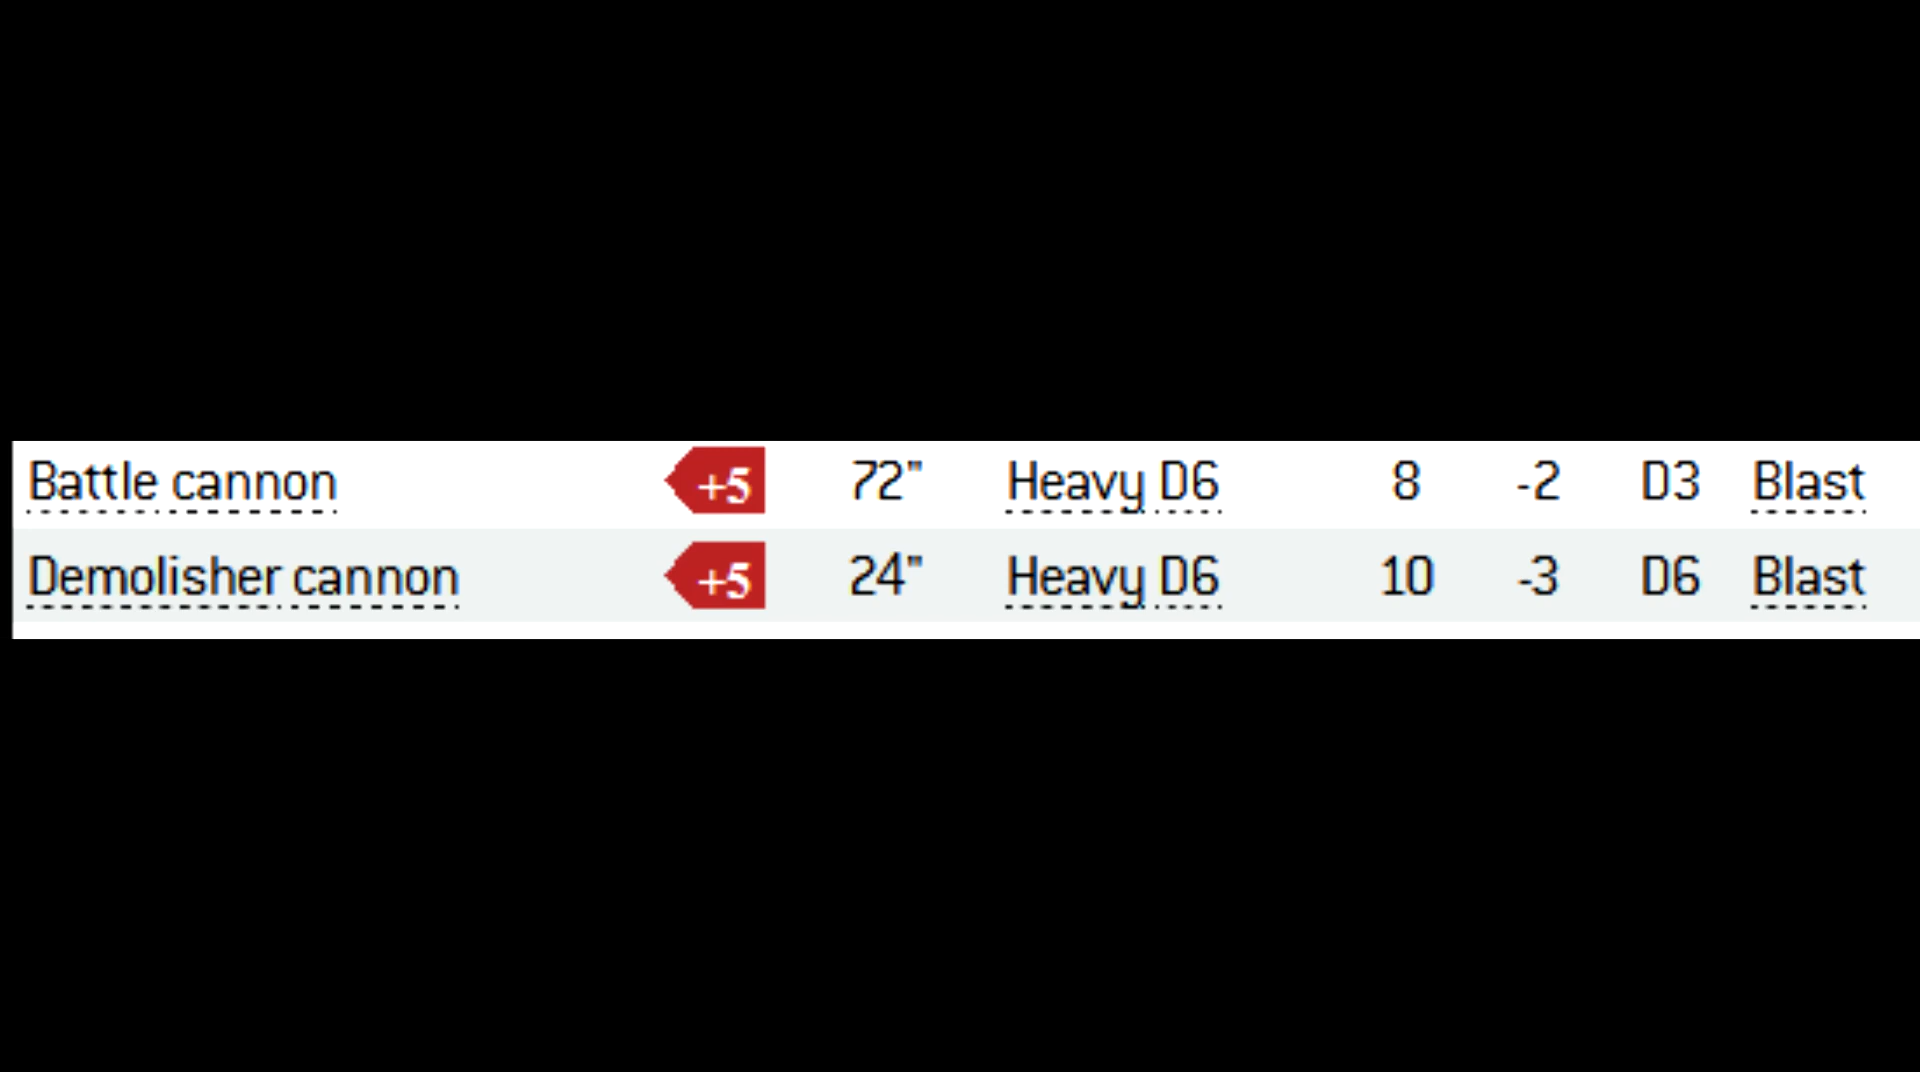 Battle cannon +5 72" Heavy D6 8 -2 D3 Blast
Demolisher cannon +5 24" Heavy D6 10 -3 D6 Blast